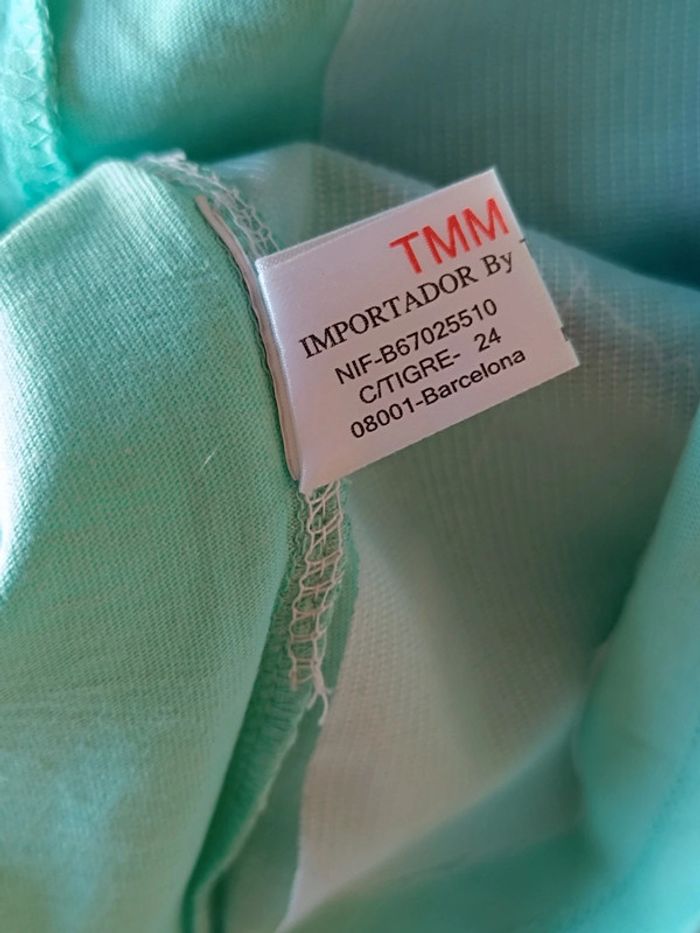 TMM
IMPORTADOR By
NIF-B67025510
C/TIGRE- 24
08001-Barcelona